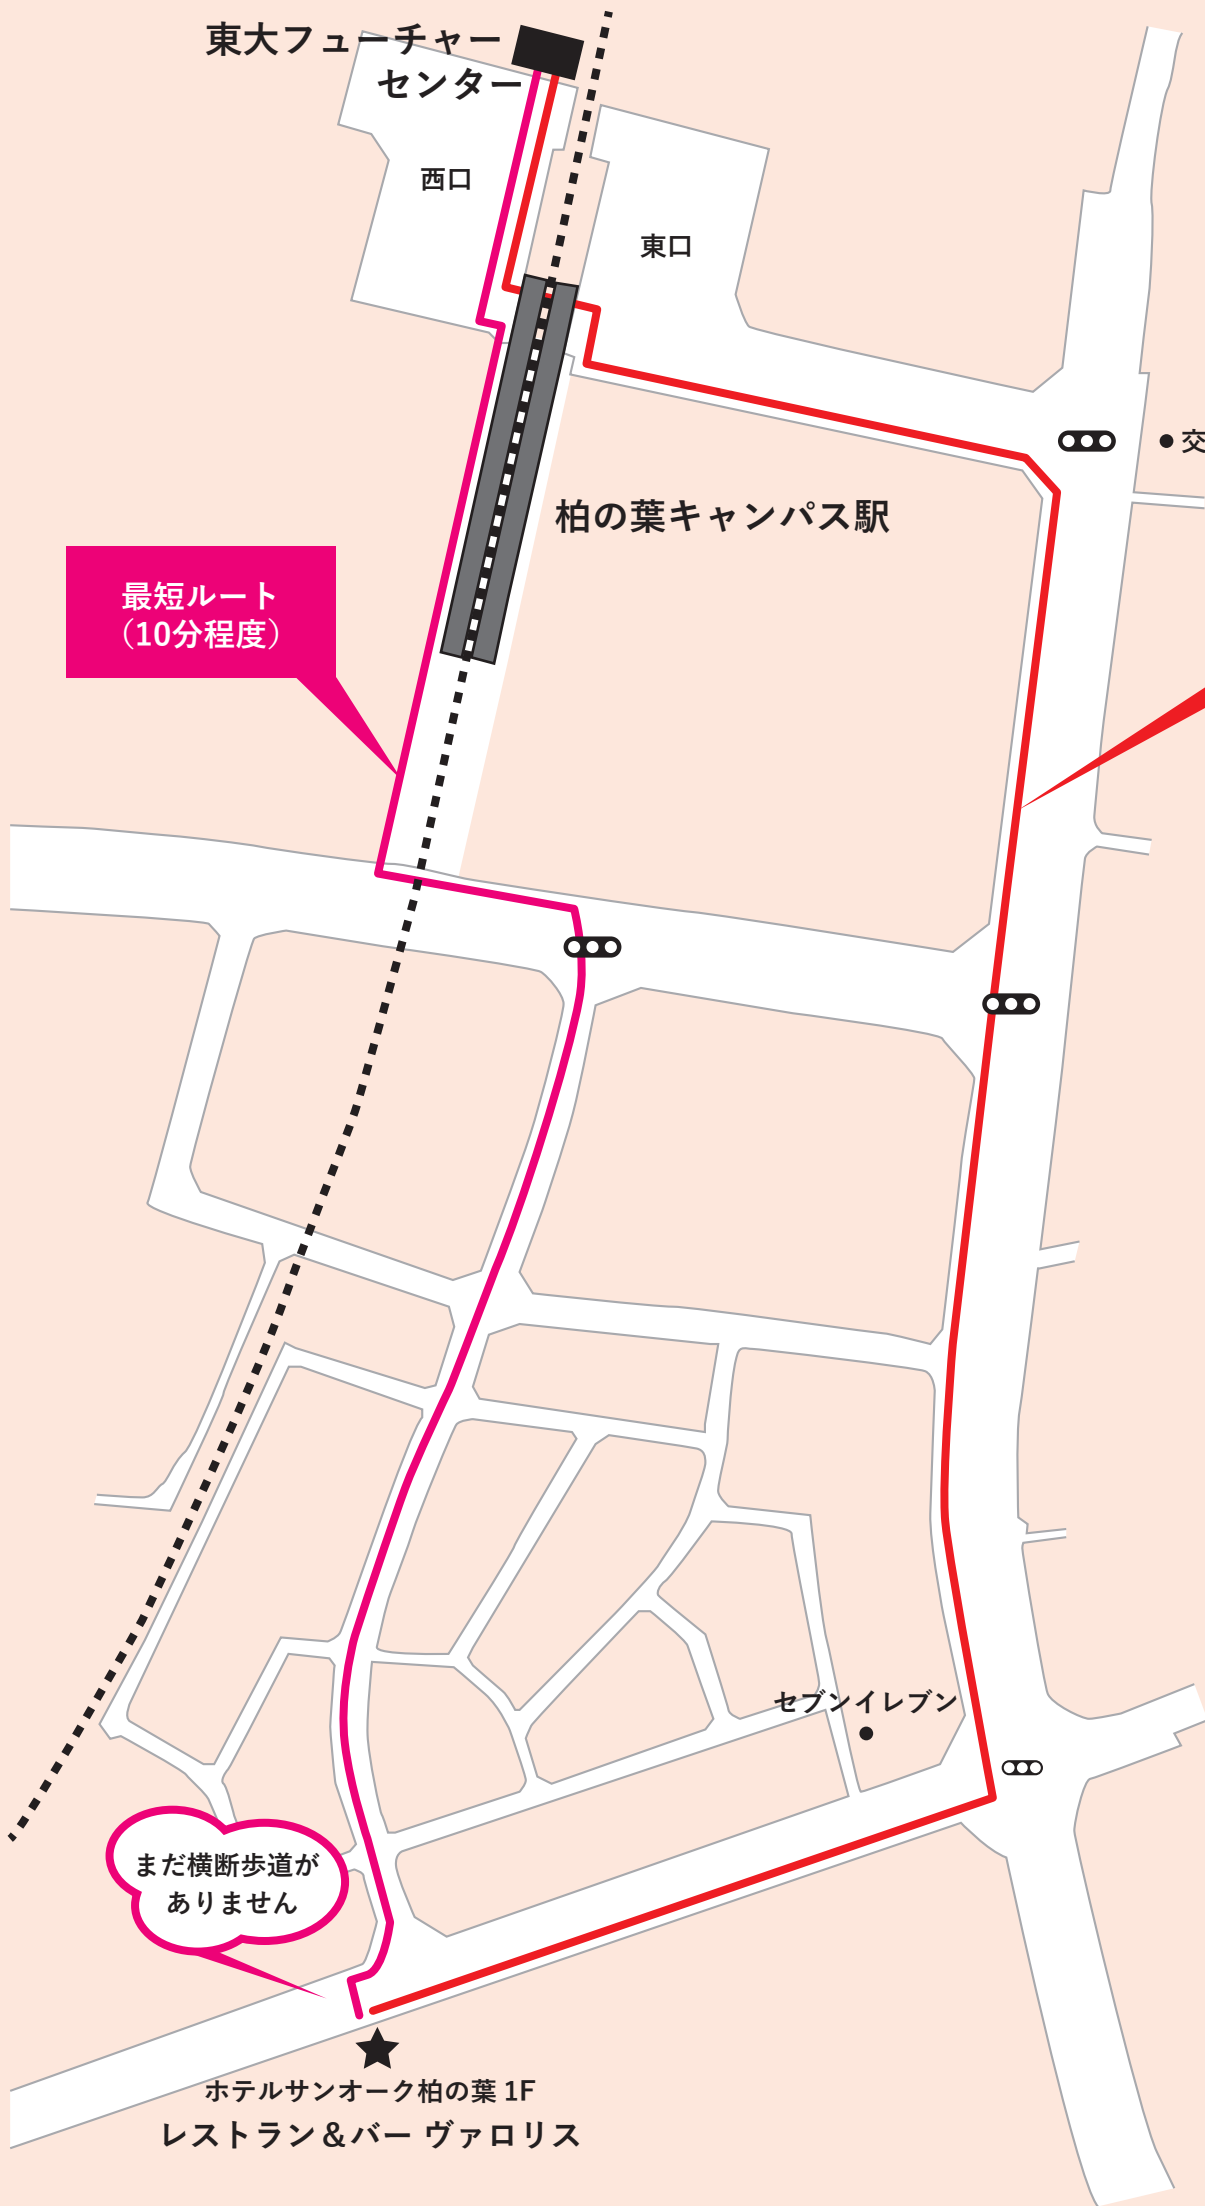 東大フューチャー
センター
西口
東口
交
柏の葉キャンパス駅
最短ルート
（10分程度）
セブンイレブン
まだ横断歩道が
ありません
ホテルサンオーク柏の葉 1F
レストラン＆バー ヴァロリス